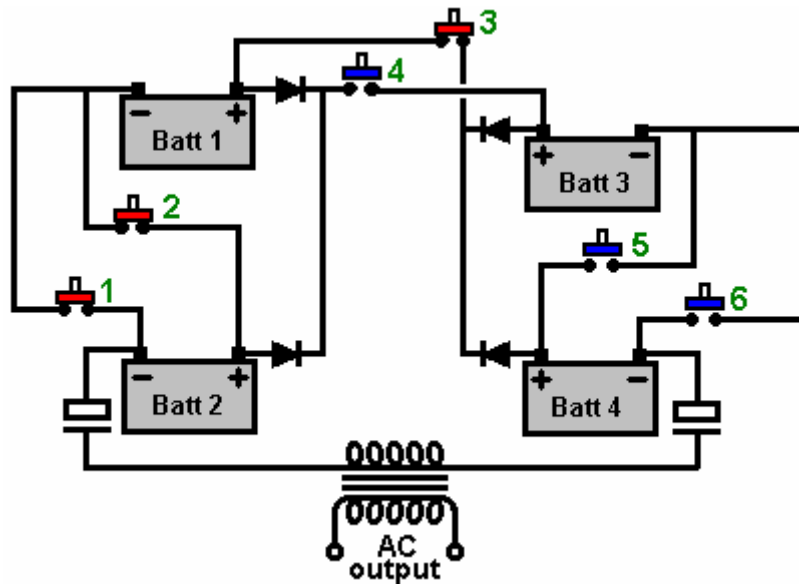 3
4
- +
Batt 1
+ -
Batt 3
2
5
1
6
- +
Batt 2
+ -
Batt 4
AC
output